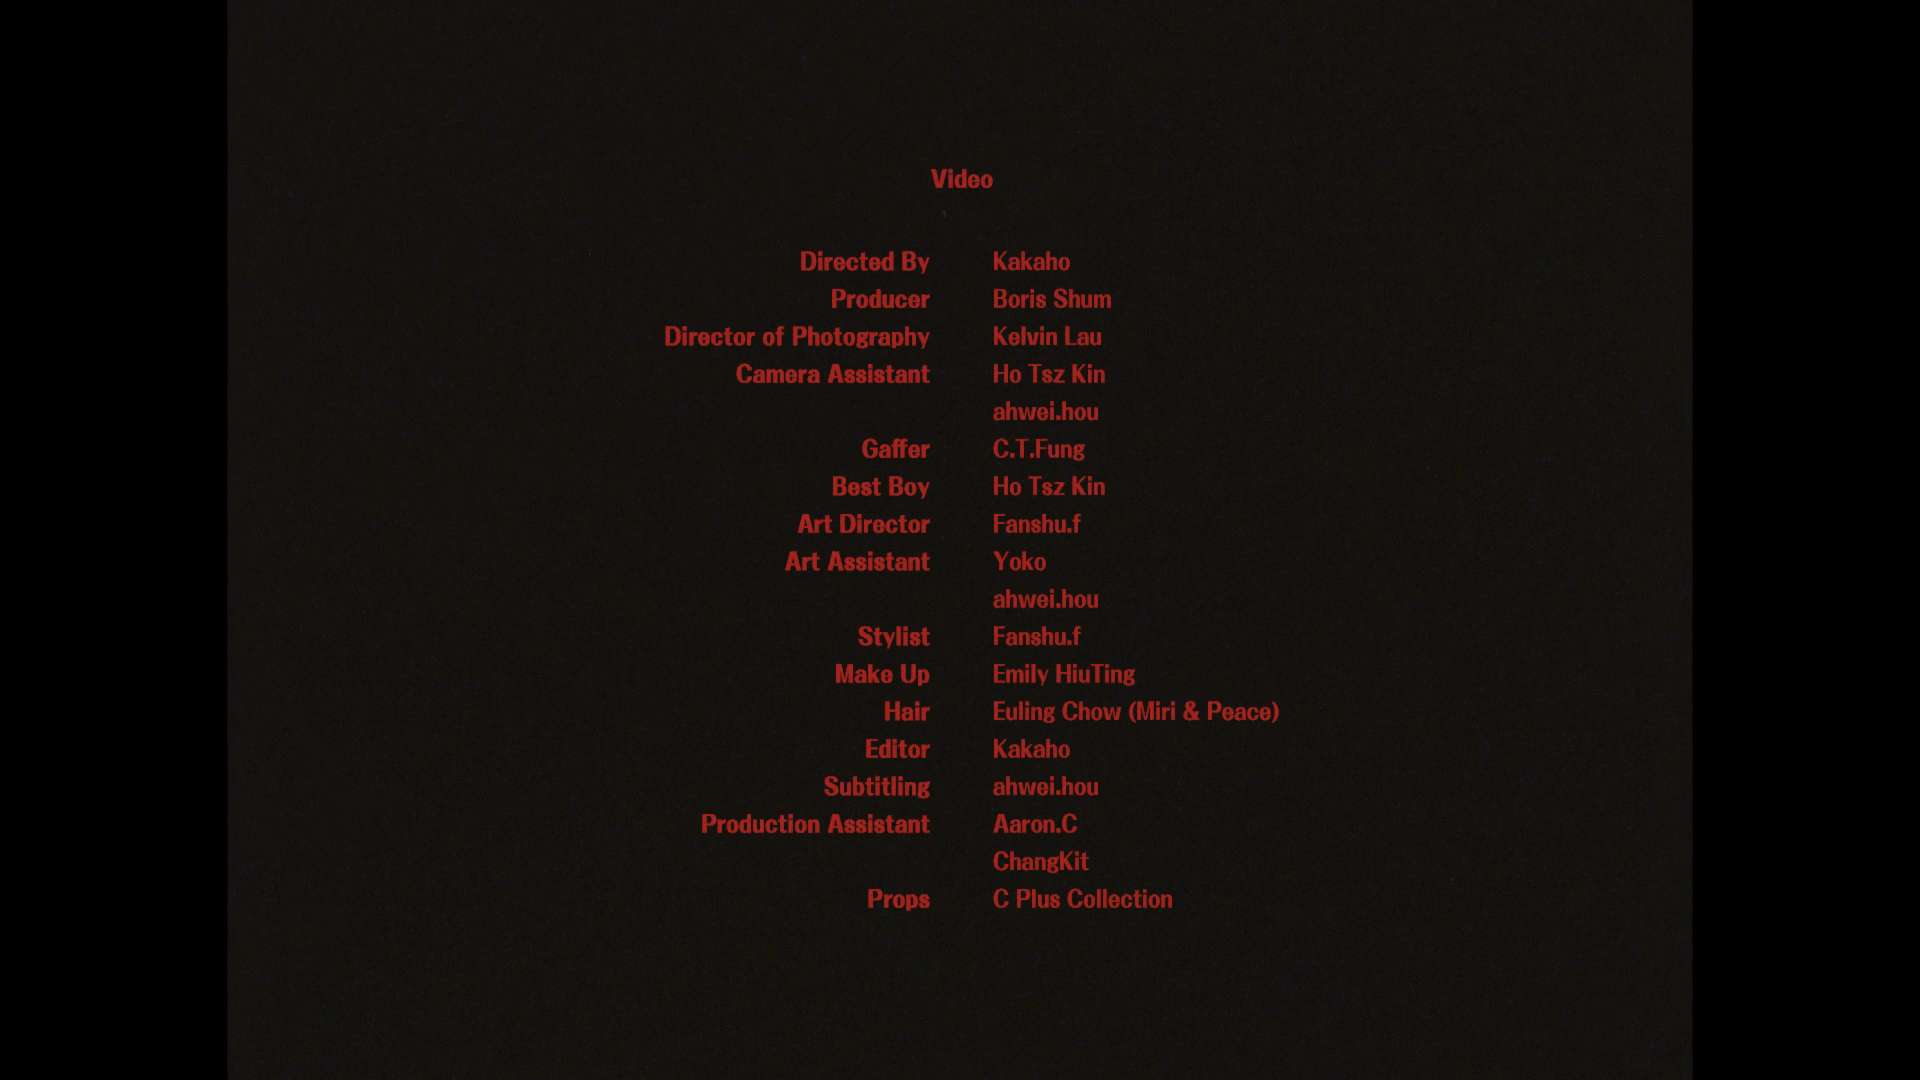 Video
Directed By Kakaho
Producer Boris Shum
Director of Photography Kelvin Lau
Camera Assistant Ho Tsz Kin
ahwei.hou
Gaffer C.T.Fung
Best Boy Ho Tsz Kin
Art Director Fanshu.f
Art Assistant Yoko
ahwei.hou
Stylist Fanshu.f
Make Up Emily HiuTing
Hair Euling Chow (Miri & Peace)
Editor Kakaho
Subtitling ahwei.hou
Production Assistant Aaron.C
ChangKit
Props C Plus Collection